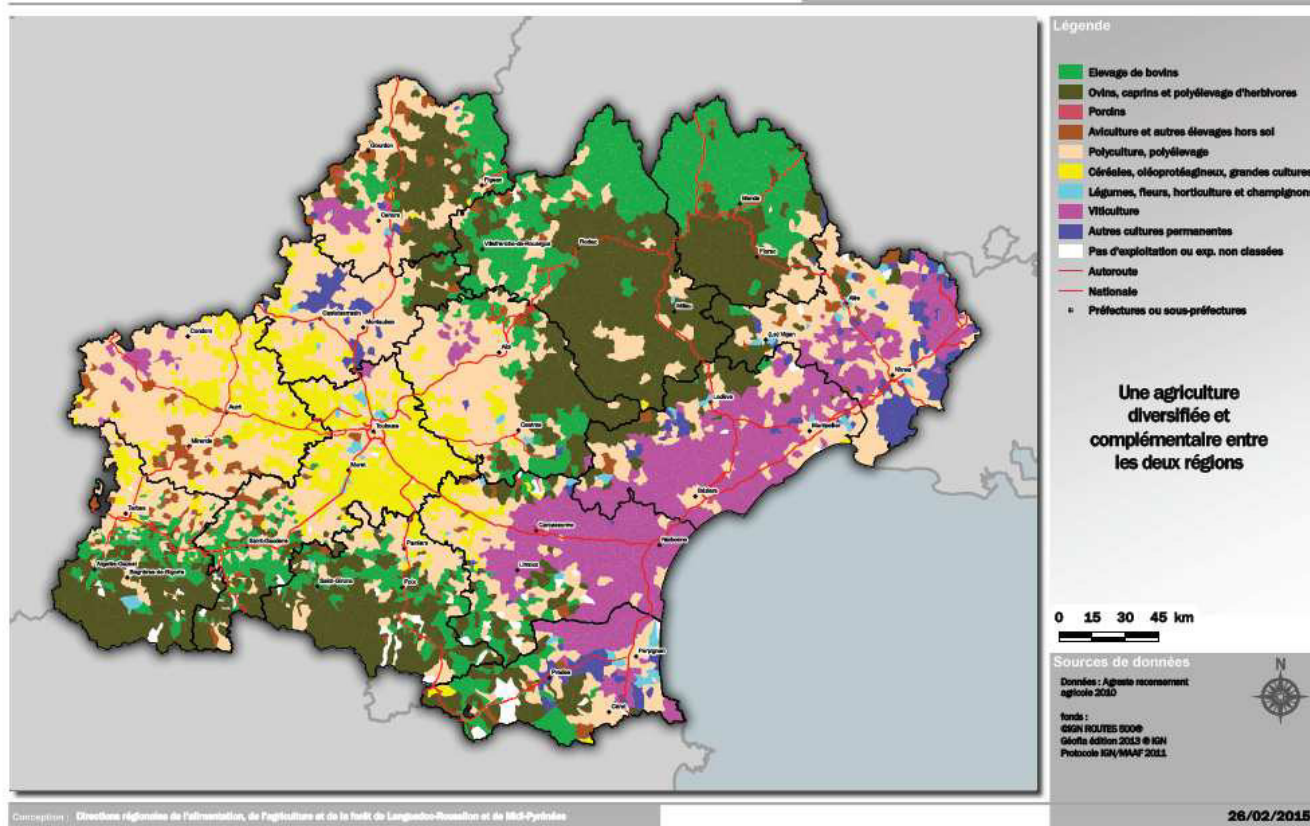 Légende
Elevage de bovins
Ovins, caprins et polyélevage d'herbivores
Porcins
Aviculture et autres élevages hors sol
Polyculture, polyélevage
Céréales, oléoprotéagineux, grandes cultures
Légumes, fleurs, horticulture et champignons
Viticulture
Autres cultures permanentes
Pas d'exploitation ou exp. non classées
Autoroute
Nationale
Préfectures ou sous-préfectures
Une agriculture
diversifiée et
complémentaire entre
les deux régions
0 15 30 45 km
Sources de données
N
Données : Agreste recensement
agricole 2010
fonds :
©IGN ROUTES 500®
Géofla édition 2013 © IGN
Protocole IGN/MAAF 2011
Gourdon
Figeac
Cahors
Mende
Villefranche-de-Rouergue
Rodez
Florac
Millau
Alès
Castelsarrasin
Montauban
(Le) Vigan
Condom
Albi
Nîmes
Lodève
Auch
Toulouse
Castres
Montpellier
Mirande
Muret
Béziers
Tarbes
Carcassonne
Narbonne
Saint-Gaudens
Pamiers
Argelès-Gazost
Bagnères-de-Bigorre
Limoux
Saint-Girons
Foix
Perpignan
Prades
Céret
Conception : Directions régionales de l'alimentation, de l'agriculture et de la forêt de Languedoc-Roussillon et de Midi-Pyrénées
26/02/2015